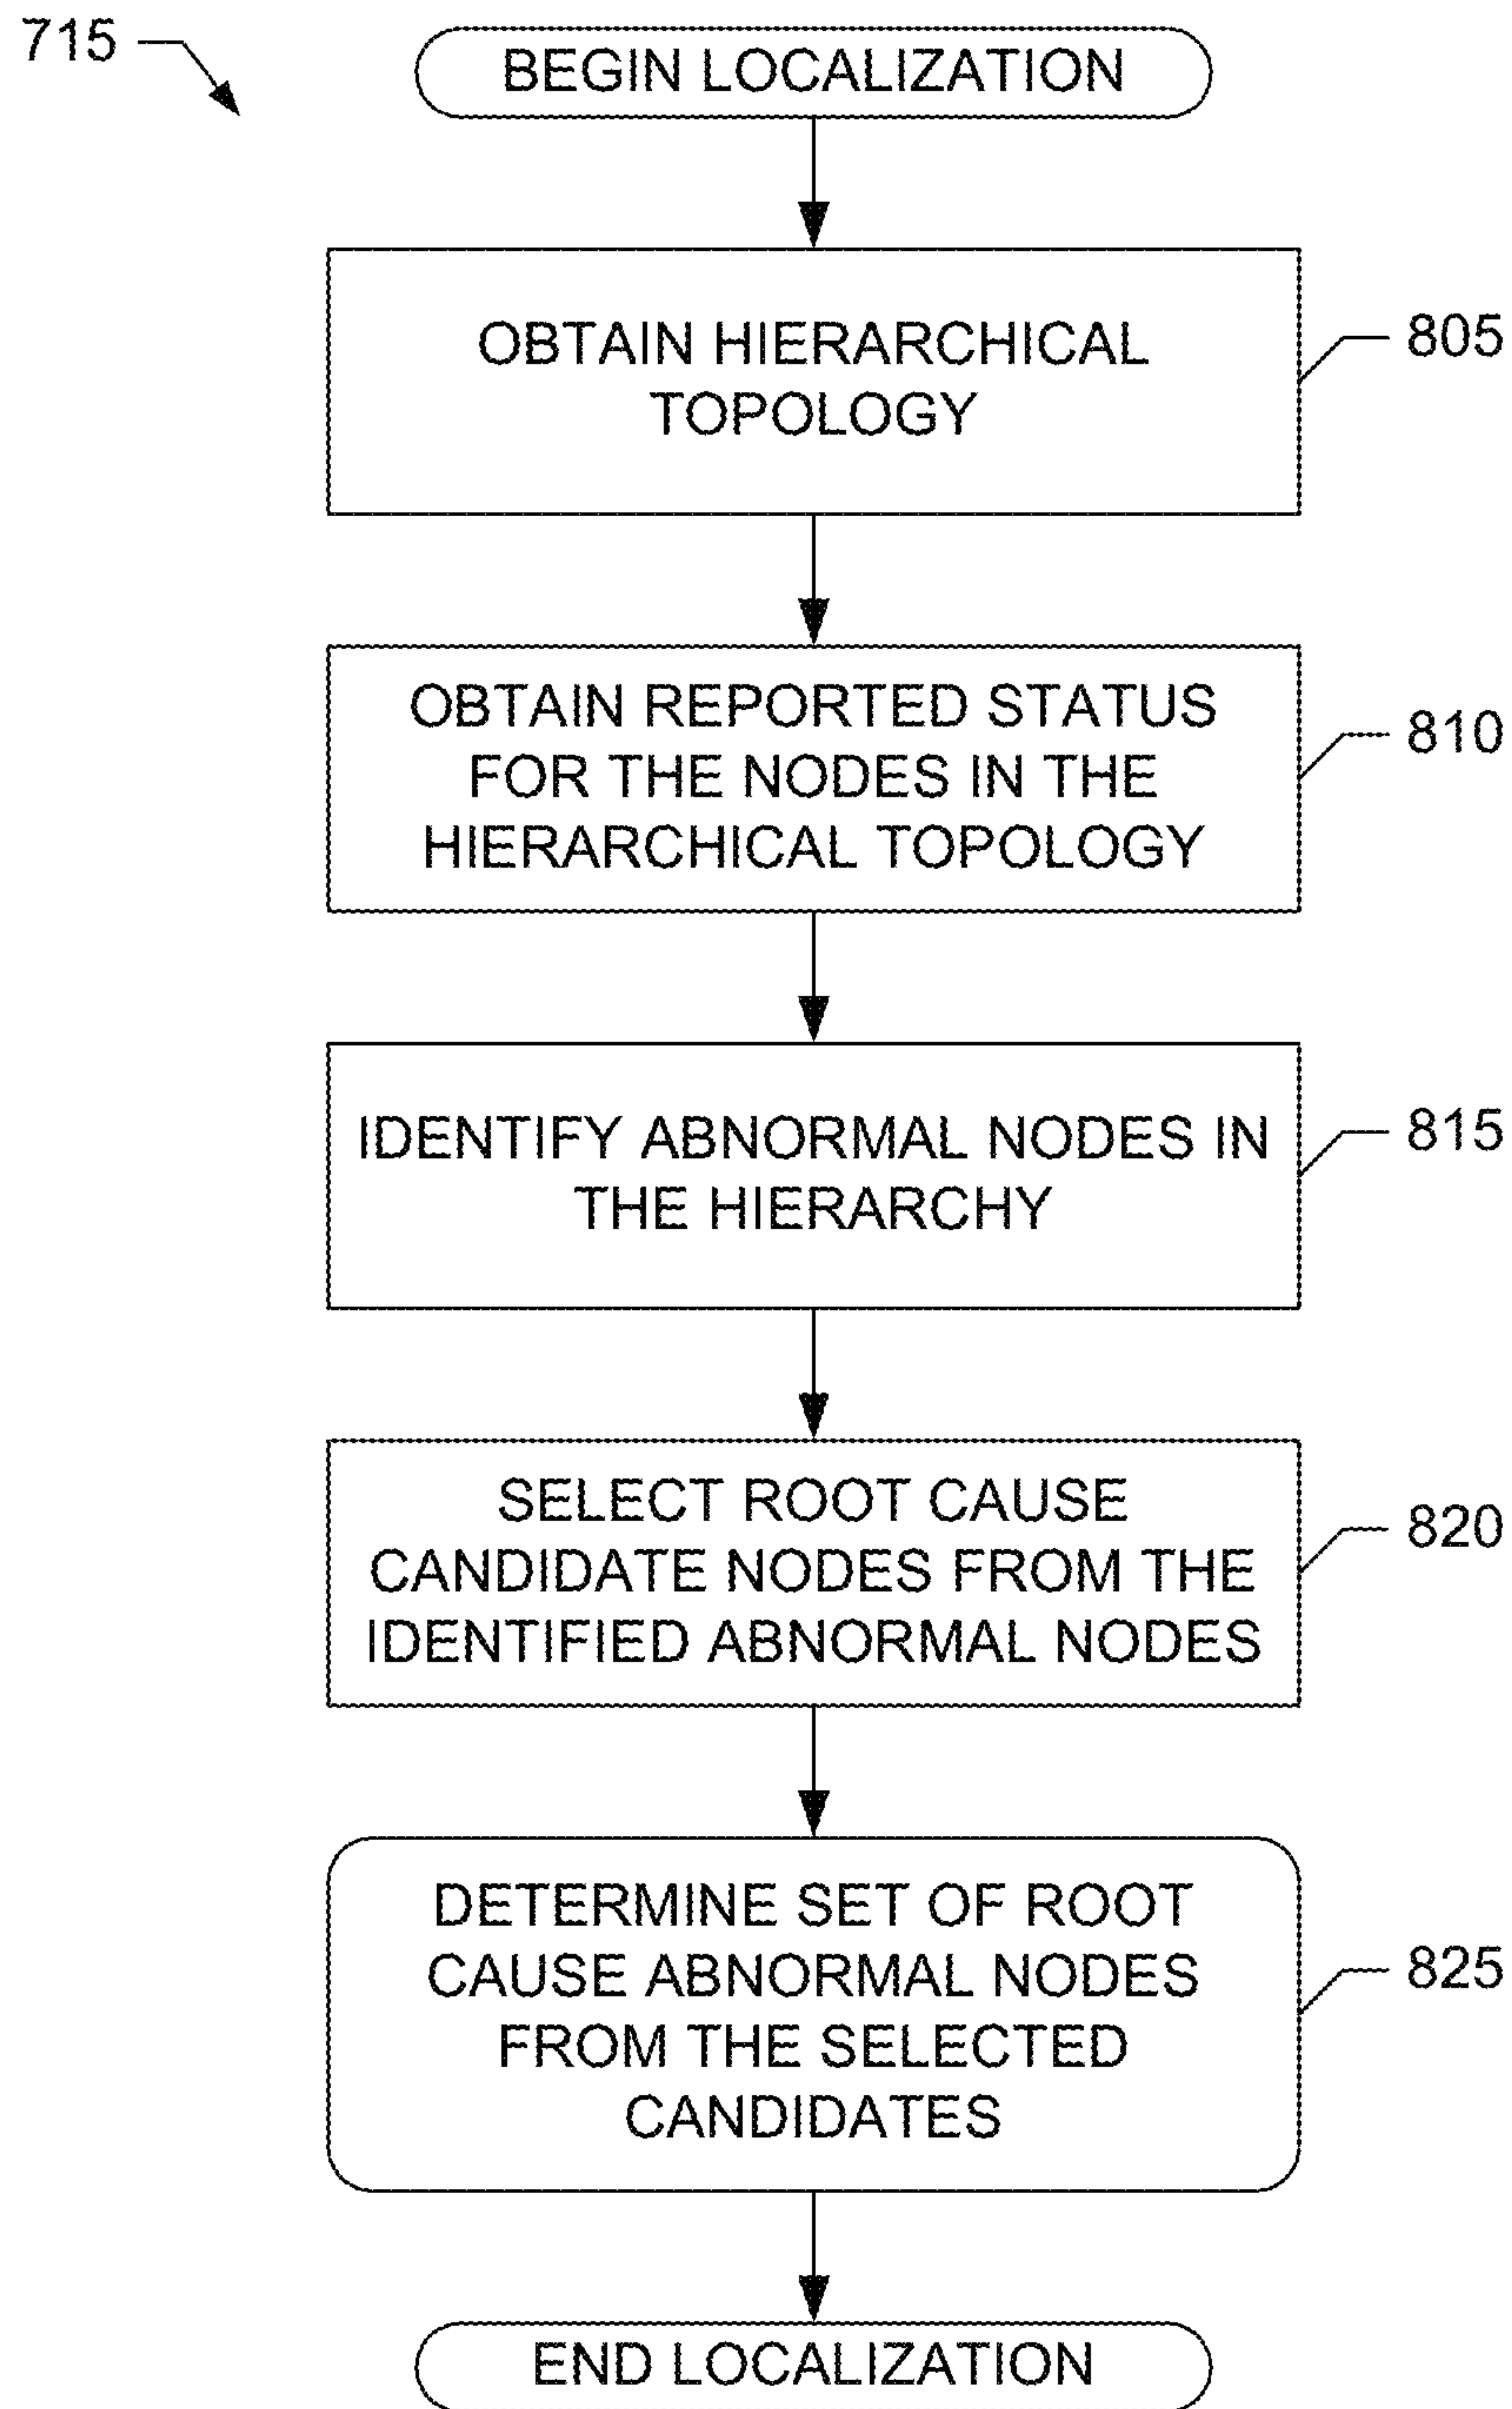 715
BEGIN LOCALIZATION
OBTAIN HIERARCHICAL
TOPOLOGY
805
OBTAIN REPORTED STATUS
FOR THE NODES IN THE
HIERARCHICAL TOPOLOGY
810
IDENTIFY ABNORMAL NODES IN
THE HIERARCHY
815
SELECT ROOT CAUSE
CANDIDATE NODES FROM THE
IDENTIFIED ABNORMAL NODES
820
DETERMINE SET OF ROOT
CAUSE ABNORMAL NODES
FROM THE SELECTED
CANDIDATES
825
END LOCALIZATION